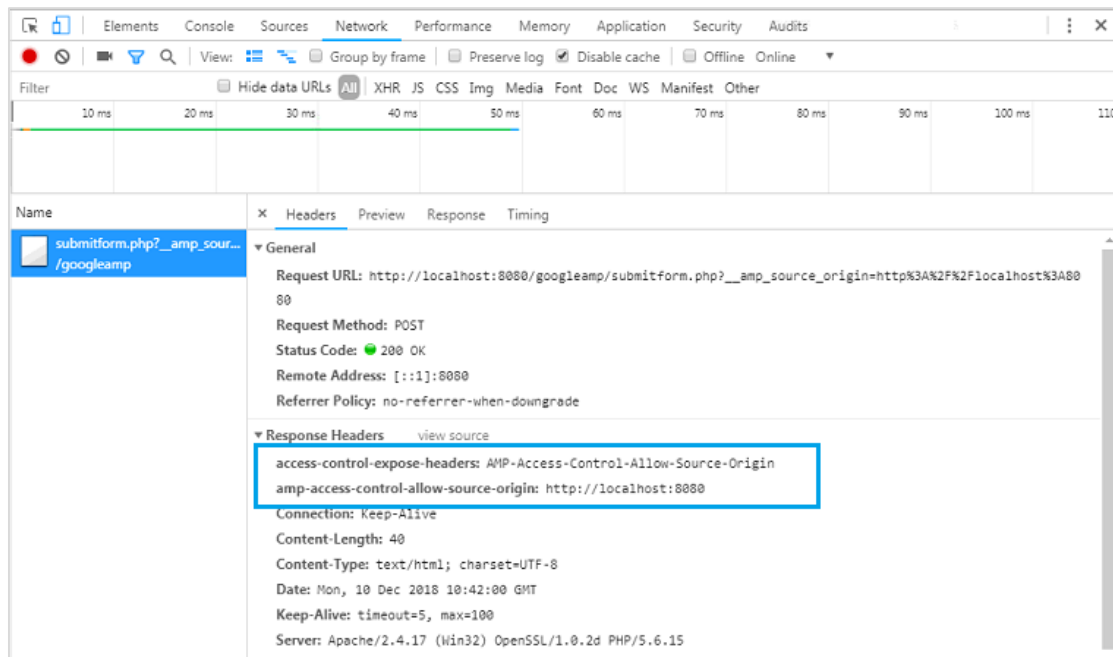 Elements Console Sources Network Performance Memory Application Security Audits
View: Group by frame Preserve log Disable cache Offline Online
Filter Hide data URLs All XHR JS CSS Img Media Font Doc WS Manifest Other
10 ms 20 ms 30 ms 40 ms 50 ms 60 ms 70 ms 80 ms 90 ms 100 ms 110
Name
submitform.php?__amp_sour...
/googleamp
× Headers Preview Response Timing
▼ General
Request URL: http://localhost:8080/googleamp/submitform.php?__amp_source_origin=http%3A%2F%2Flocalhost%3A80
80
Request Method: POST
Status Code: 200 OK
Remote Address: [::1]:8080
Referrer Policy: no-referrer-when-downgrade
▼ Response Headers view source
access-control-expose-headers: AMP-Access-Control-Allow-Source-Origin
amp-access-control-allow-source-origin: http://localhost:8080
Connection: Keep-Alive
Content-Length: 40
Content-Type: text/html; charset=UTF-8
Date: Mon, 10 Dec 2018 10:42:00 GMT
Keep-Alive: timeout=5, max=100
Server: Apache/2.4.17 (Win32) OpenSSL/1.0.2d PHP/5.6.15